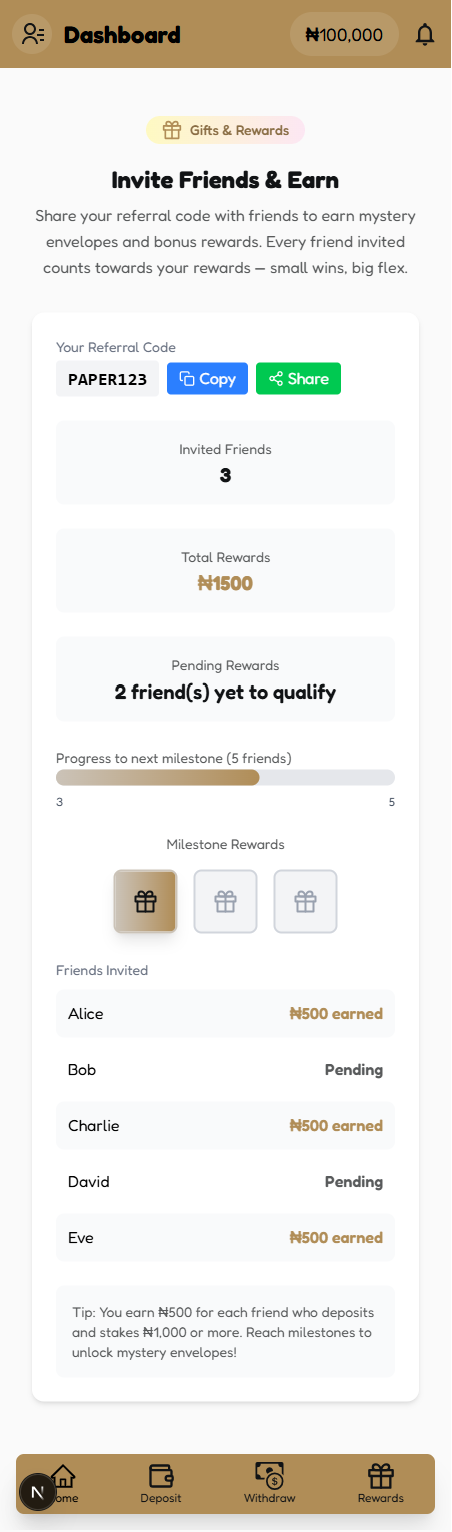 Dashboard
₦100,000
Gifts & Rewards
Invite Friends & Earn
Share your referral code with friends to earn mystery
envelopes and bonus rewards. Every friend invited
counts towards your rewards — small wins, big flex.
Your Referral Code
PAPER123
Copy
Share
Invited Friends
3
Total Rewards
₦1500
Pending Rewards
2 friend(s) yet to qualify
Progress to next milestone (5 friends)
3
5
Milestone Rewards
Friends Invited
Alice
₦500 earned
Bob
Pending
Charlie
₦500 earned
David
Pending
Eve
₦500 earned
Tip: You earn ₦500 for each friend who deposits
and stakes ₦1,000 or more. Reach milestones to
unlock mystery envelopes!
N
ome
Deposit
$
Withdraw
Rewards